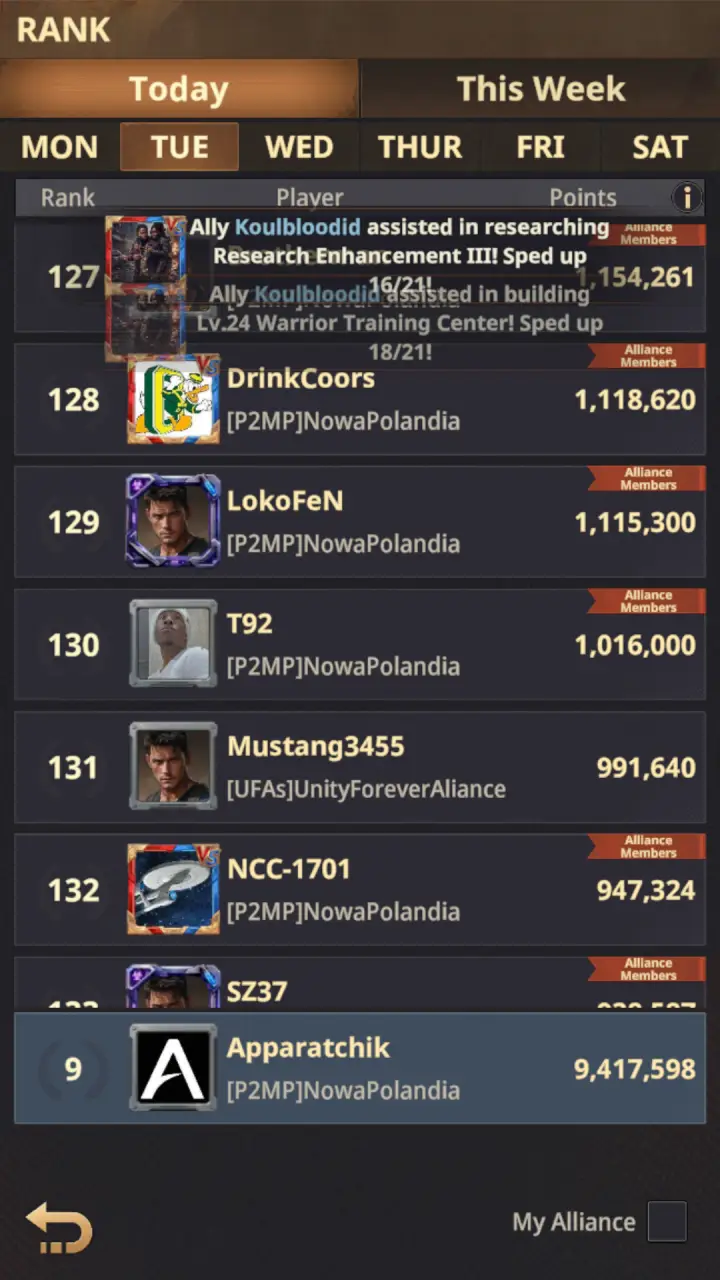 RANK
Today
This Week
MON
TUE
WED
THUR
FRI
SAT
Rank
Player
Points
127
Ally Koulbloodid assisted in researching
Research Enhancement III! Sped up
16/21!
Ally Koulbloodid assisted in building
Lv.24 Warrior Training Center! Sped up
18/21!
Alliance
Members
1,154,261
128
DrinkCoors
[P2MP]NowaPolandia
Alliance
Members
1,118,620
129
LokoFeN
[P2MP]NowaPolandia
Alliance
Members
1,115,300
130
T92
[P2MP]NowaPolandia
Alliance
Members
1,016,000
131
Mustang3455
[UFAs]UnityForeverAliance
991,640
132
NCC-1701
[P2MP]NowaPolandia
Alliance
Members
947,324
SZ37
Alliance
Members
9
Apparatchik
[P2MP]NowaPolandia
9,417,598
My Alliance